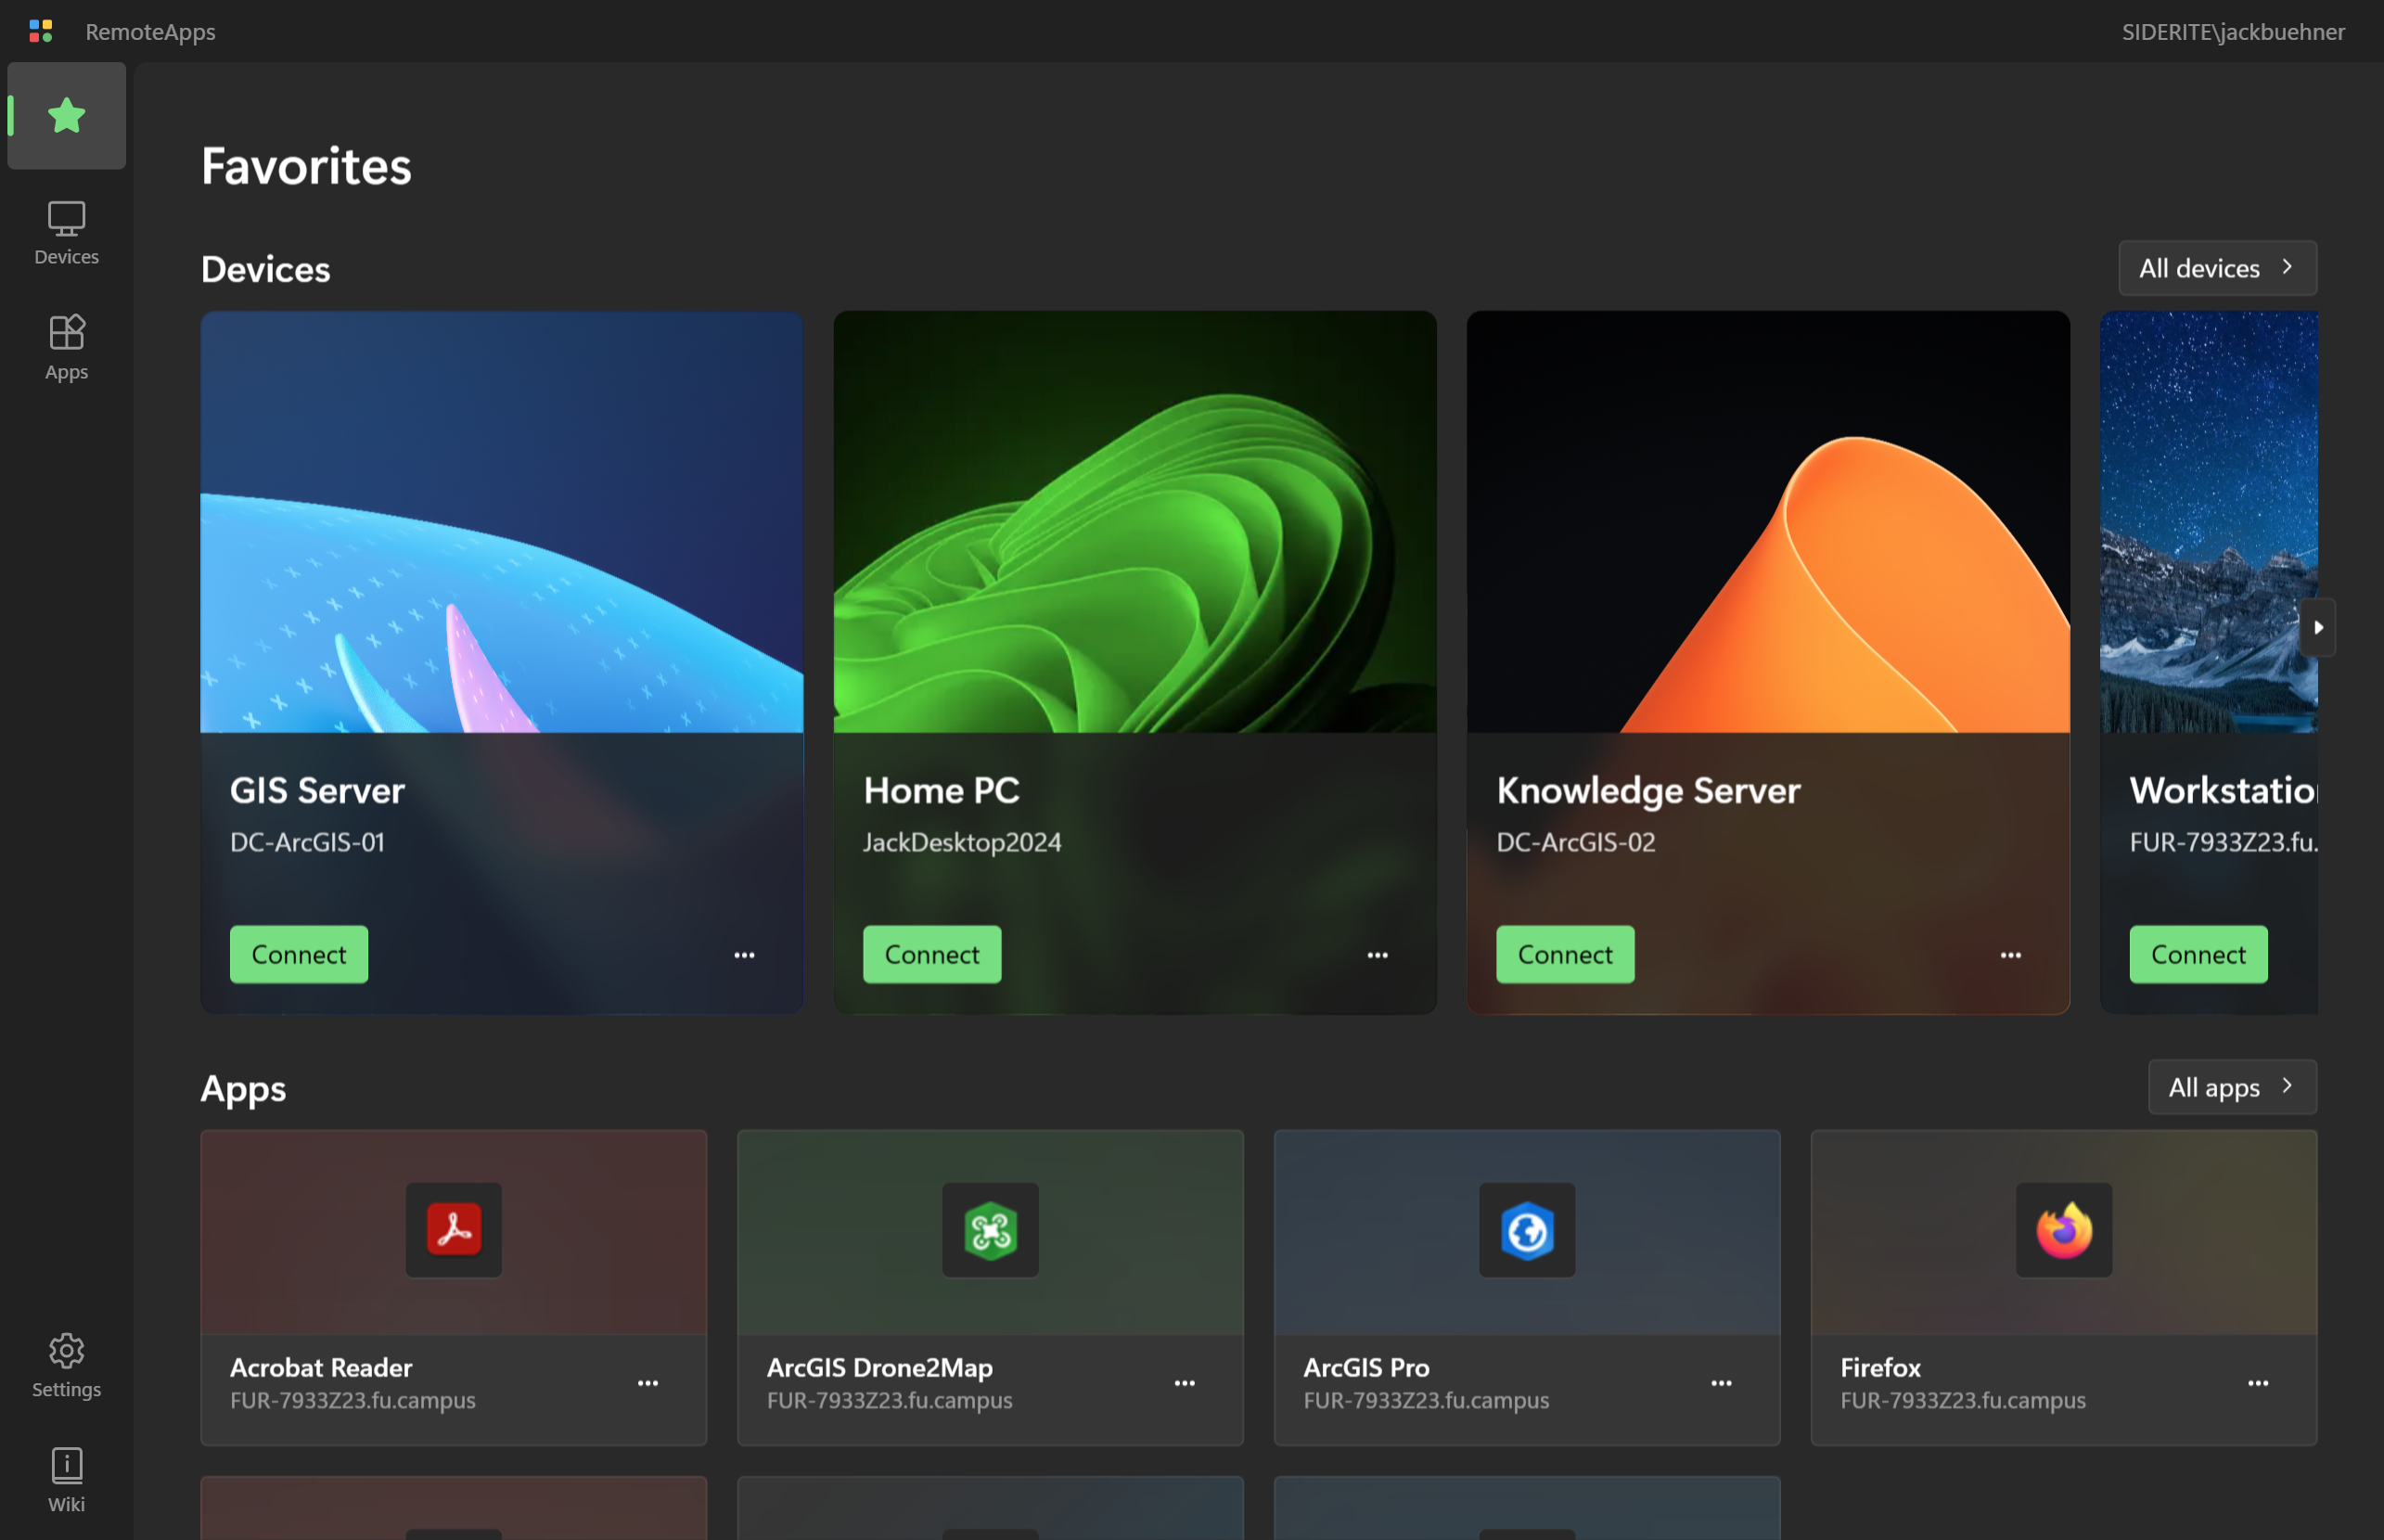 RemoteApps
SIDERITE\jackbuehner
Favorites
Devices
Apps
Settings
Wiki
Devices
All devices
GIS Server
DC-ArcGIS-01
Connect
Home PC
JackDesktop2024
Connect
Knowledge Server
DC-ArcGIS-02
Connect
FUR-7933Z23.fu.
Connect
Apps
All apps
Acrobat Reader
FUR-7933Z23.fu.campus
ArcGIS Drone2Map
FUR-7933Z23.fu.campus
ArcGIS Pro
FUR-7933Z23.fu.campus
Firefox
FUR-7933Z23.fu.campus